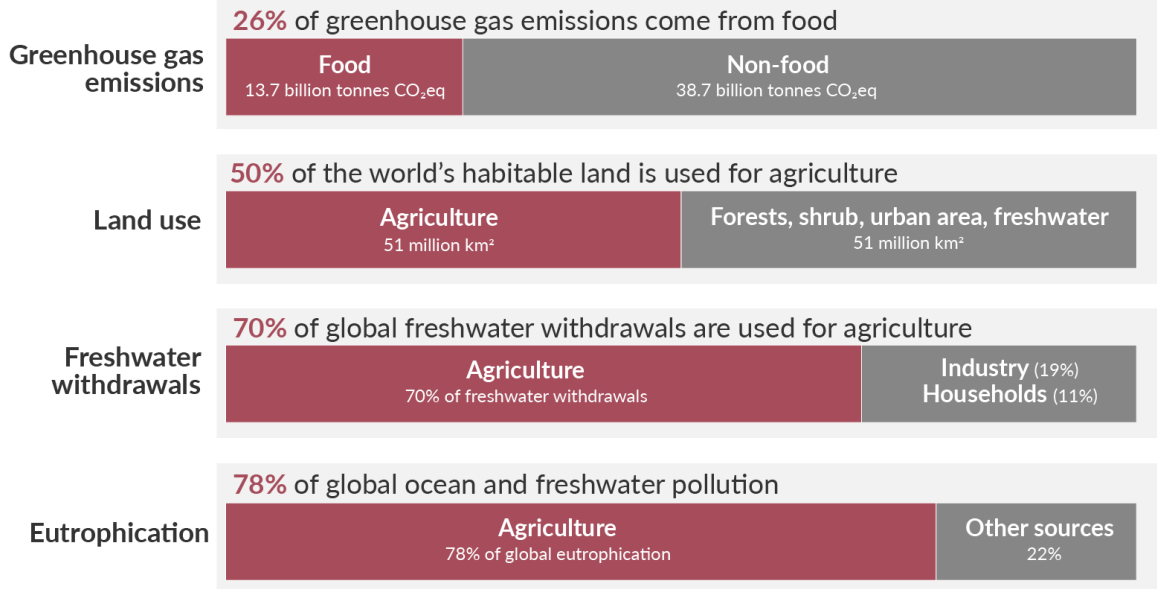 26% of greenhouse gas emissions come from food
Greenhouse gas
emissions
Food
13.7 billion tonnes CO₂eq
Non-food
38.7 billion tonnes CO₂eq
50% of the world’s habitable land is used for agriculture
Land use
Agriculture
51 million km²
Forests, shrub, urban area, freshwater
51 million km²
70% of global freshwater withdrawals are used for agriculture
Freshwater
withdrawals
Agriculture
70% of freshwater withdrawals
Industry (19%)
Households (11%)
78% of global ocean and freshwater pollution
Eutrophication
Agriculture
78% of global eutrophication
Other sources
22%